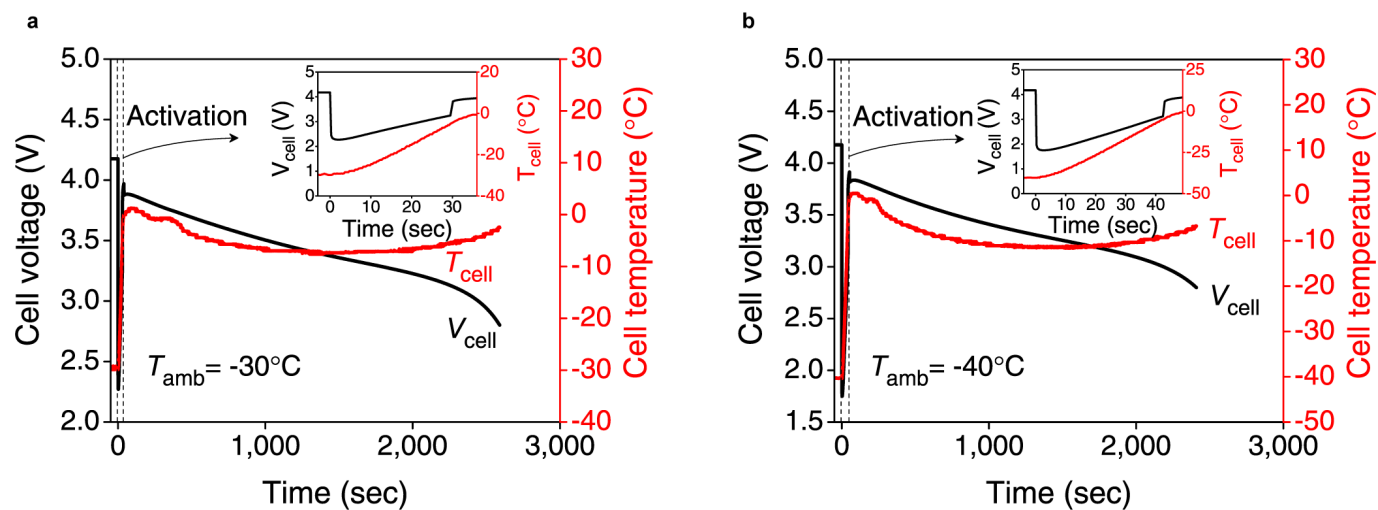 a
Cell voltage (V)
5.0
4.5
4.0
3.5
3.0
2.5
2.0
Activation
V_cell (V)
5
4
3
2
1
0
20
0
-20
-40
T_cell (°C)
0 10 20 30
Time (sec)
T_cell
V_cell
T_amb= -30°C
30
20
10
0
-10
-20
-30
-40
Cell temperature (°C)
0 1,000 2,000 3,000
Time (sec)
b
Cell voltage (V)
5.0
4.5
4.0
3.5
3.0
2.5
2.0
1.5
Activation
V_cell (V)
5
4
3
2
1
0
25
0
-25
-50
T_cell (°C)
0 10 20 30 40
Time (sec)
T_cell
V_cell
T_amb= -40°C
30
20
10
0
-10
-20
-30
-40
-50
Cell temperature (°C)
0 1,000 2,000 3,000
Time (sec)